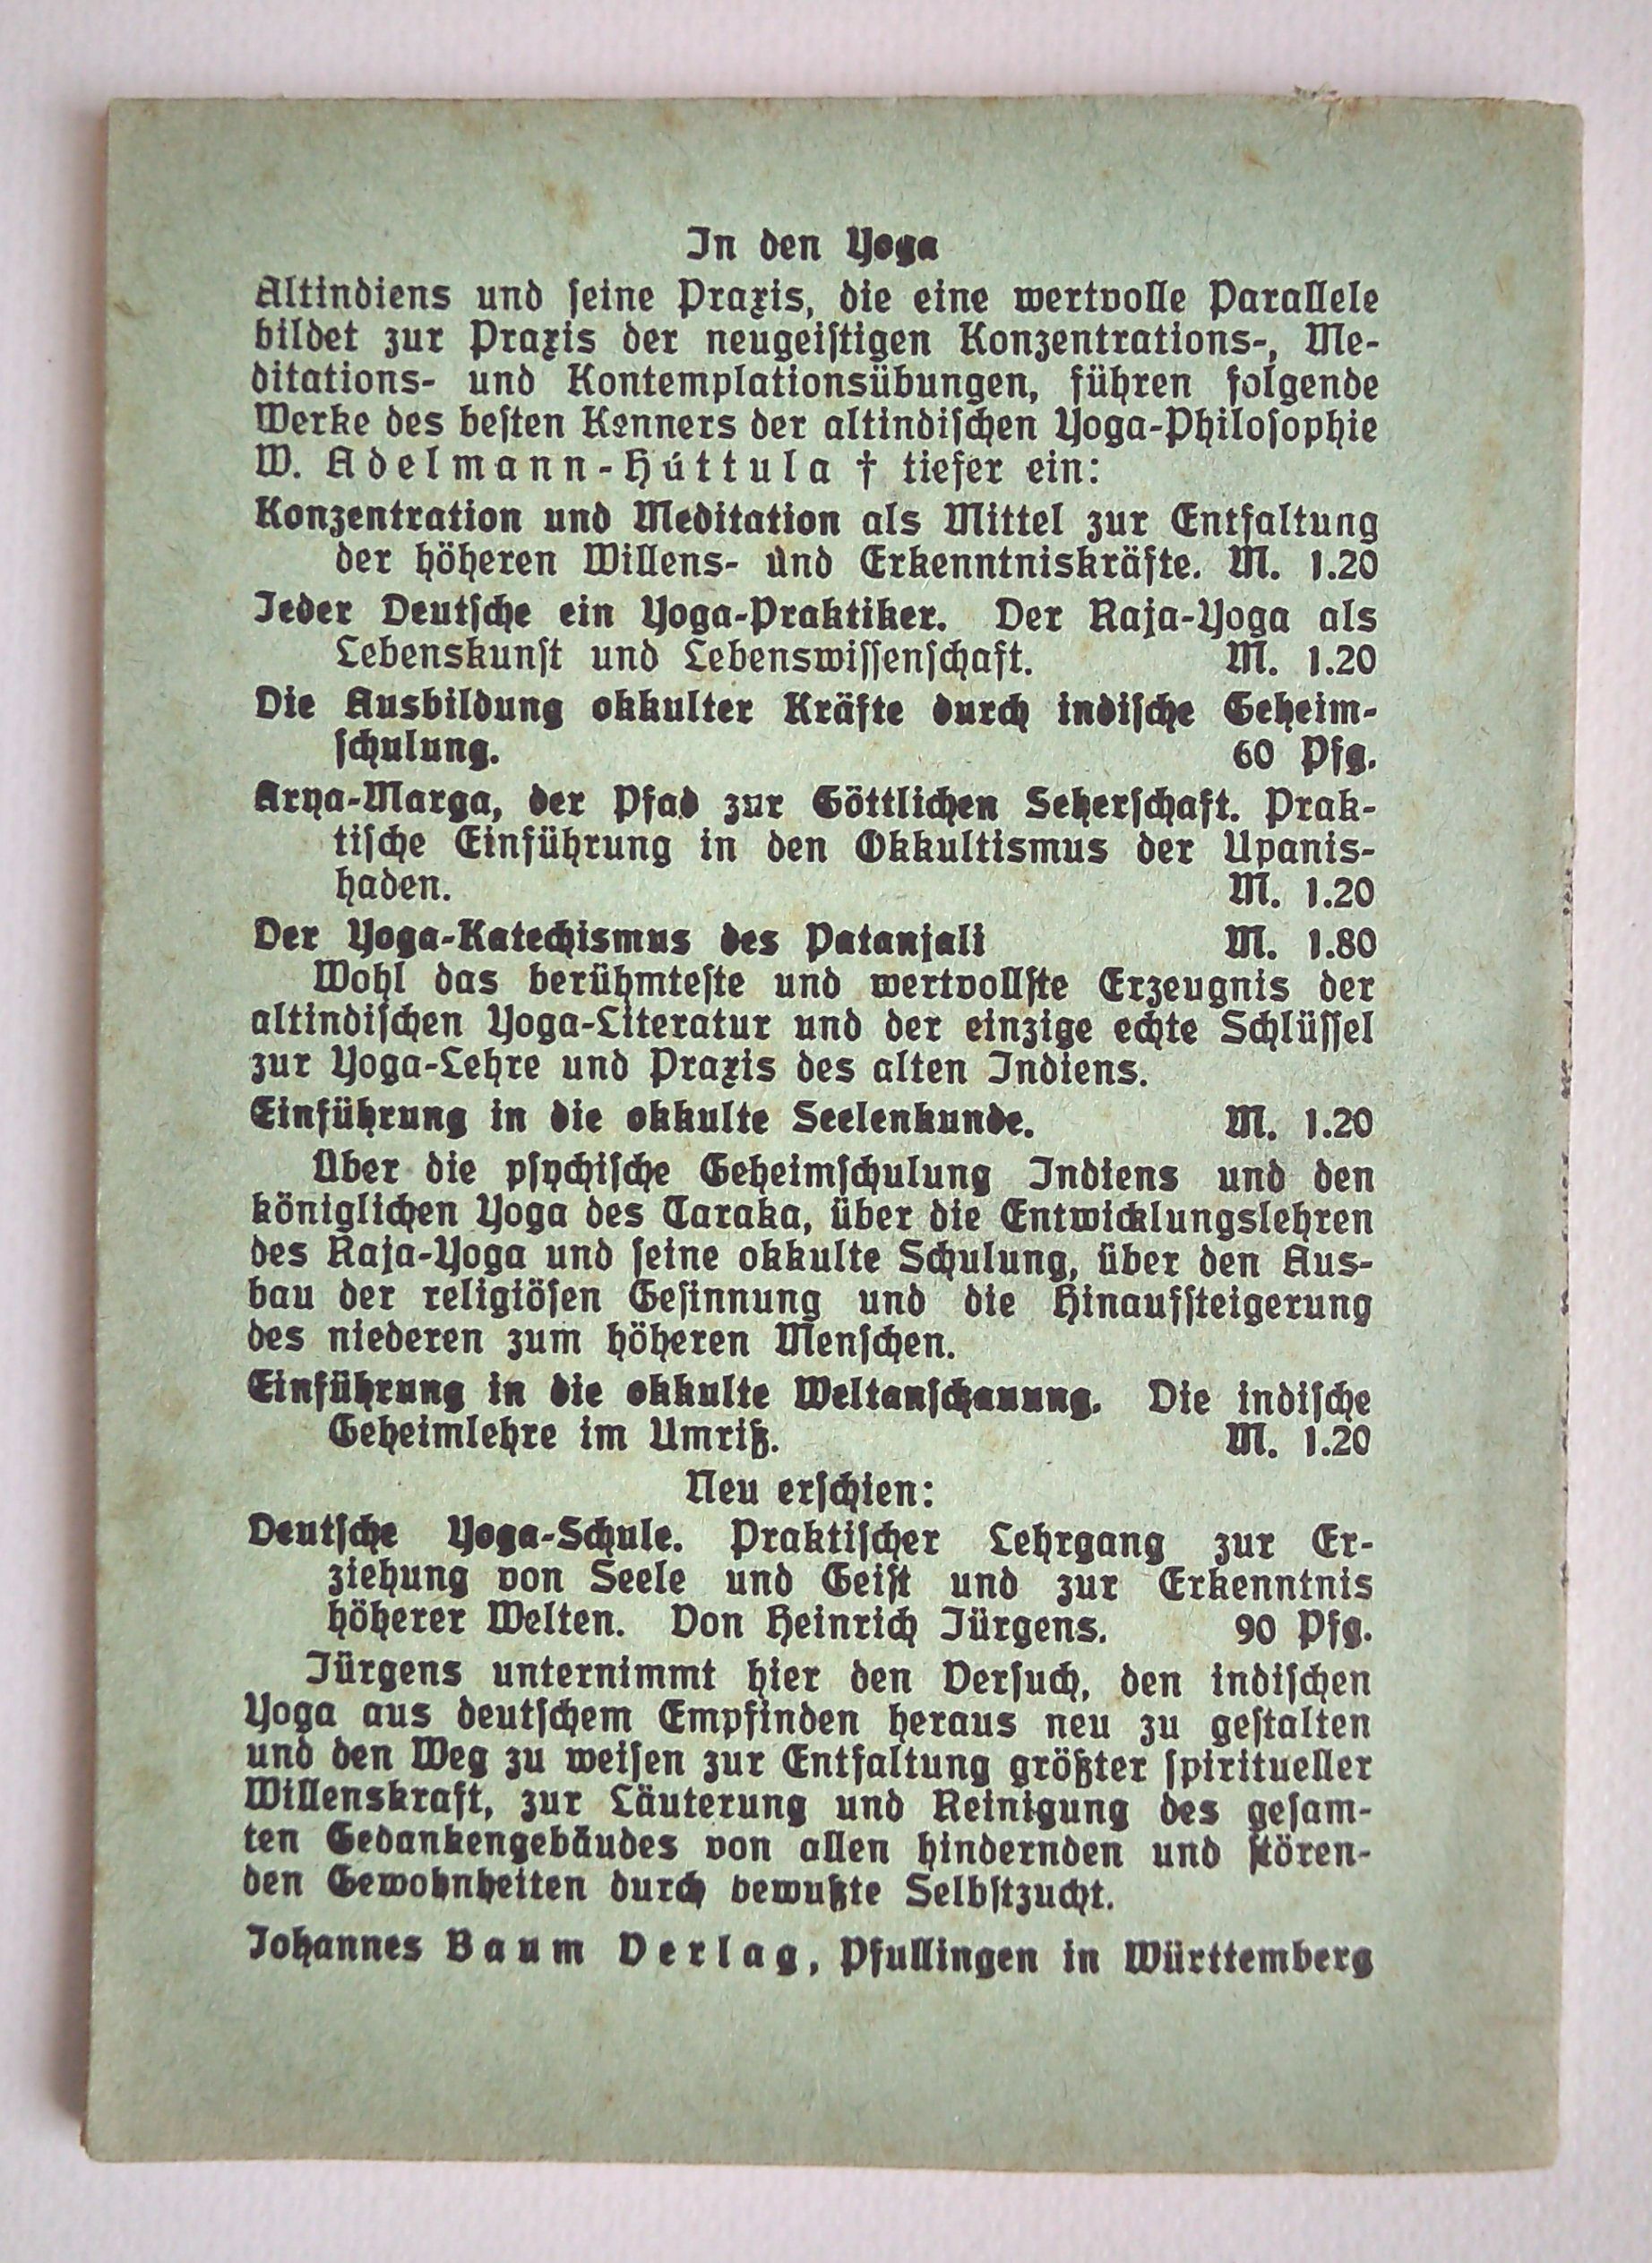 In den Yoga
Altindiens und seine Praxis, die eine wertvolle Parallele
bildet zur Praxis der neugeistigen Konzentrations-, Me-
ditations- und Kontemplationsübungen, führen folgende
Werke des besten Kenners der altindischen Yoga-Philosophie
W. Adelmann-Huttula † tiefer ein:
Konzentration und Meditation als Mittel zur Entfaltung
der höheren Willens- und Erkenntniskräfte. M. 1.20
Jeder Deutsche ein Yoga-Praktiker. Der Raja-Yoga als
Lebenskunst und Lebenswissenschaft. M. 1.20
Die Ausbildung okkulter Kräfte durch indische Geheim-
schulung. 60 Pfg.
Arya-Marga, der Pfad zur Göttlichen Seherschaft. Prak-
tische Einführung in den Okkultismus der Upanis-
haden. M. 1.20
Der Yoga-Katechismus des Patanjali M. 1.80
Wohl das berühmteste und wertvollste Erzeugnis der
altindischen Yoga-Literatur und der einzige echte Schlüssel
zur Yoga-Lehre und Praxis des alten Indiens.
Einführung in die okkulte Seelenkunde. M. 1.20
Über die psychische Geheimschulung Indiens und den
königlichen Yoga des Taraka, über die Entwicklungslehren
des Raja-Yoga und seine okkulte Schulung, über den Aus-
bau der religiösen Gesinnung und die Hinaufsteigerung
des niederen zum höheren Menschen.
Einführung in die okkulte Weltanschauung. Die indische
Geheimlehre im Umriß. M. 1.20
Neu erschien:
Deutsche Yoga-Schule. Praktischer Lehrgang zur Er-
ziehung von Seele und Geist und zur Erkenntnis
höherer Welten. Von Heinrich Jürgens. 90 Pfg.
Jürgens unternimmt hier den Versuch, den indischen
Yoga aus deutschem Empfinden heraus neu zu gestalten
und den Weg zu weisen zur Entfaltung größter spiritueller
Willenskraft, zur Läuterung und Reinigung des gesam-
ten Gedankengebäudes von allen hindernden und stören-
den Gewohnheiten durch bewußte Selbstzucht.
Johannes Baum Verlag, Pfullingen in Württemberg